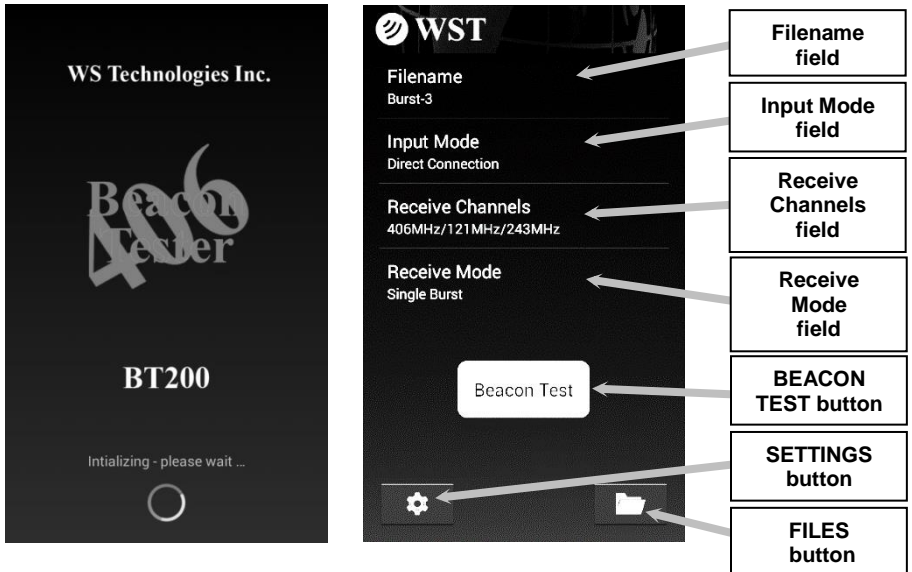 WS Technologies Inc.
406
Beacon
Tester
BT200
Intializing - please wait ...
WST
Filename
Burst-3
Input Mode
Direct Connection
Receive Channels
406MHz/121MHz/243MHz
Receive Mode
Single Burst
Beacon Test
Filename
field
Input Mode
field
Receive
Channels
field
Receive
Mode
field
BEACON
TEST button
SETTINGS
button
FILES
button